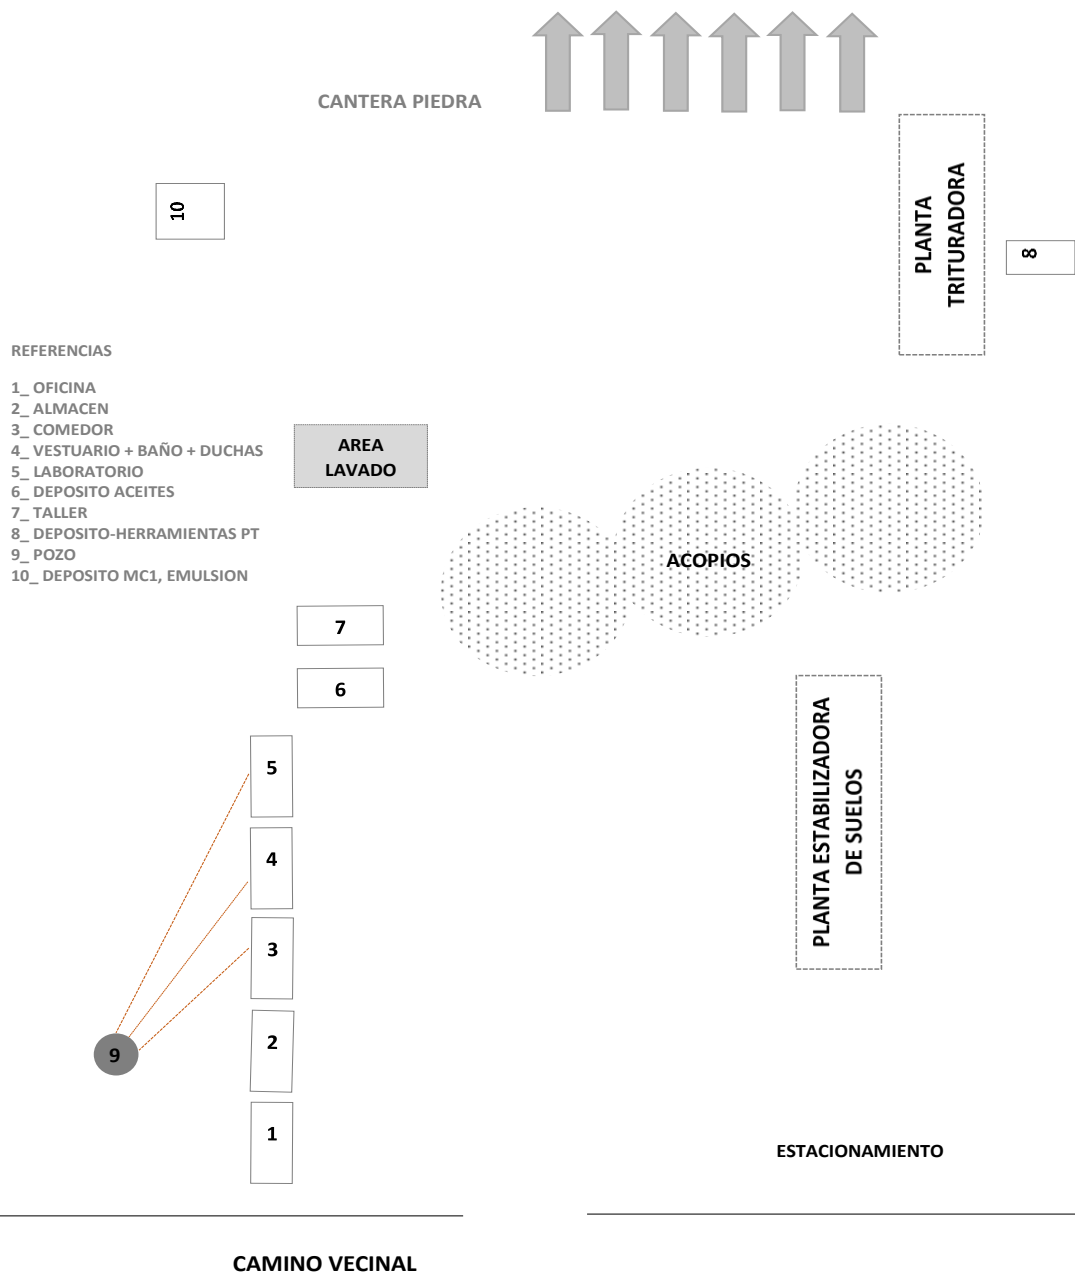 CANTERA PIEDRA
PLANTA
TRITURADORA
10
8
REFERENCIAS
1_ OFICINA
2_ ALMACEN
3_ COMEDOR
4_ VESTUARIO + BAÑO + DUCHAS
5_ LABORATORIO
6_ DEPOSITO ACEITES
7_ TALLER
8_ DEPOSITO-HERRAMIENTAS PT
9_ POZO
10_ DEPOSITO MC1, EMULSION
AREA
LAVADO
ACOPIOS
7
6
5
4
3
2
1
9
PLANTA ESTABILIZADORA
DE SUELOS
ESTACIONAMIENTO
CAMINO VECINAL